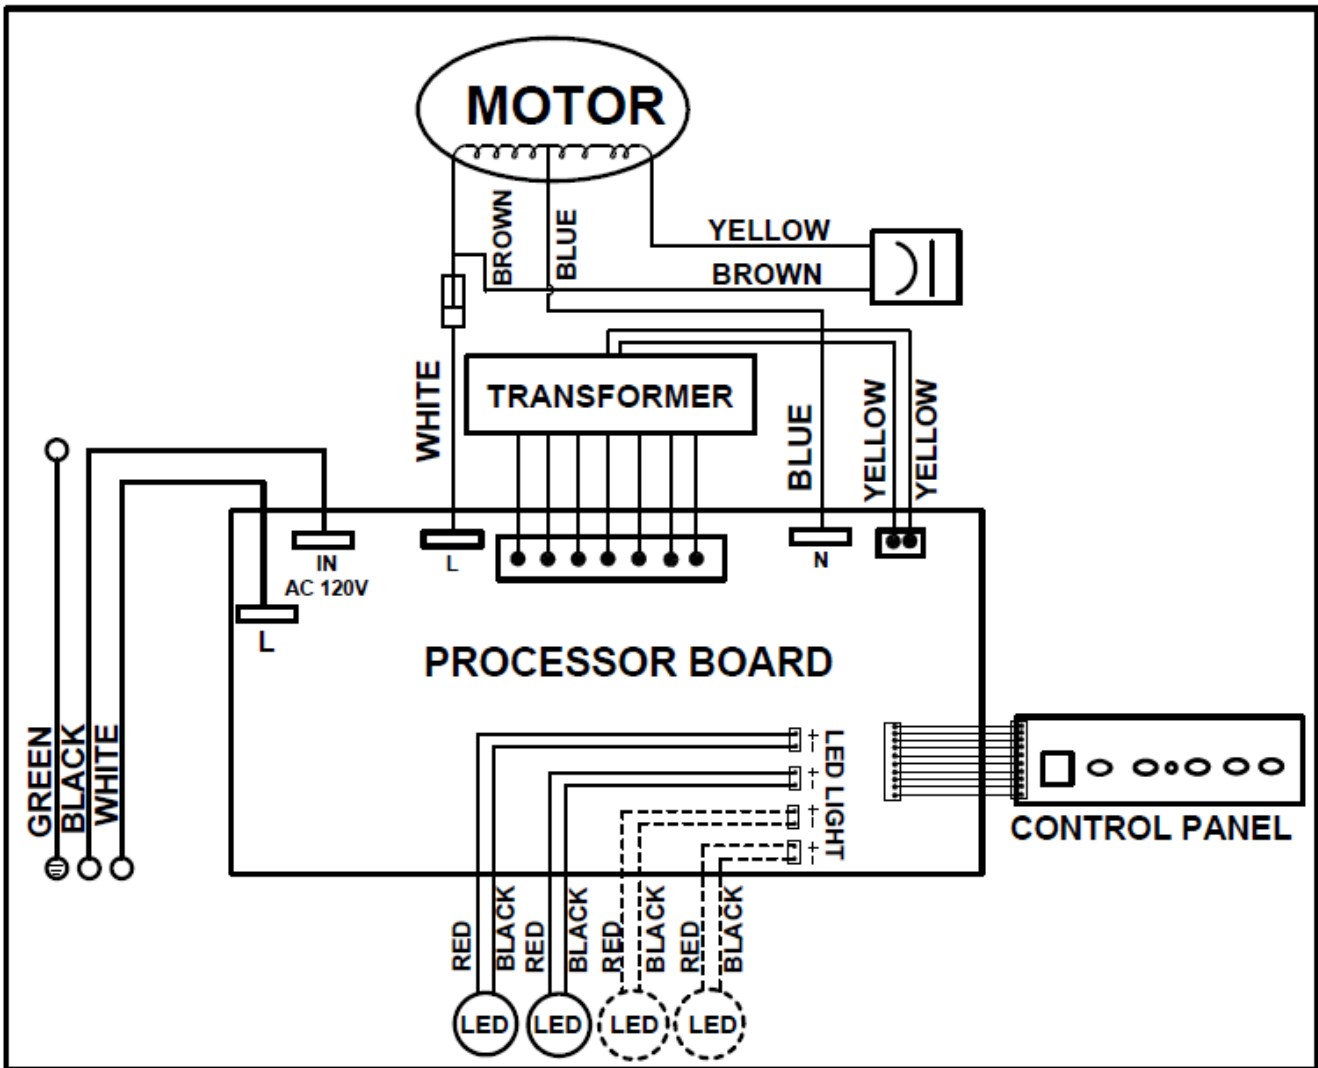 MOTOR
BROWN
BLUE
YELLOW
BROWN
WHITE
TRANSFORMER
BLUE
YELLOW
YELLOW
IN
AC 120V
L
L
N
PROCESSOR BOARD
GREEN
BLACK
WHITE
+
-
+
-
+
-
+
-
LED LIGHT
CONTROL PANEL
RED
BLACK
RED
BLACK
RED
BLACK
RED
BLACK
LED
LED
LED
LED